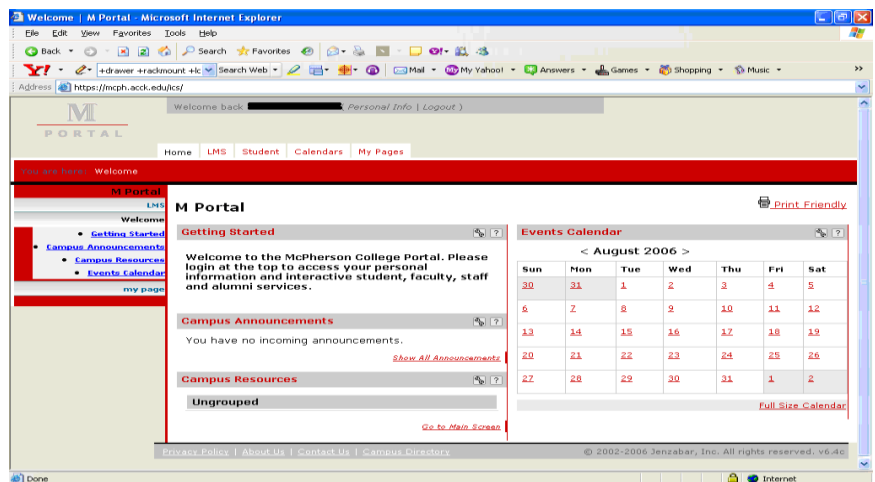 Welcome | M Portal - Microsoft Internet Explorer
File Edit View Favorites Tools Help
Back Search Favorites
Y! +drawer +rackmount +lc Search Web Mail My Yahoo! Answers Games Shopping Music »
Address https://mcph.acck.edu/ics/
M
PORTAL
Welcome back ( Personal Info | Logout )
Home LMS Student Calendars My Pages
You are here: Welcome
M Portal
LMS
Welcome
Getting Started
Campus Announcements
Campus Resources
Events Calendar
my page
M Portal
Print Friendly
Getting Started ?
Welcome to the McPherson College Portal. Please
login at the top to access your personal
information and interactive student, faculty, staff
and alumni services.
Campus Announcements ?
You have no incoming announcements.
Show All Announcements
Campus Resources ?
Ungrouped
Go to Main Screen
Events Calendar ?
< August 2006 >
Sun Mon Tue Wed Thu Fri Sat
30 31 1 2 3 4 5
6 7 8 9 10 11 12
13 14 15 16 17 18 19
20 21 22 23 24 25 26
27 28 29 30 31 1 2
Full Size Calendar
Privacy Policy | About Us | Contact Us | Campus Directory
© 2002-2006 Jenzabar, Inc. All rights reserved. v6.4c
Done Internet